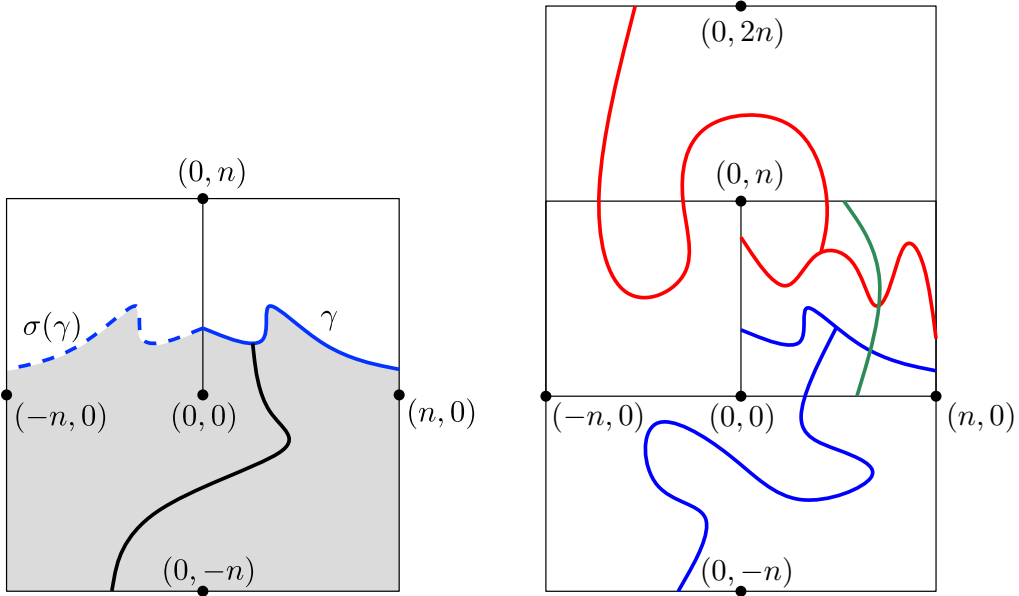 (0, n)
σ(γ)
γ
(−n, 0)
(0, 0)
(n, 0)
(0, −n)
(0, 2n)
(0, n)
(−n, 0)
(0, 0)
(n, 0)
(0, −n)